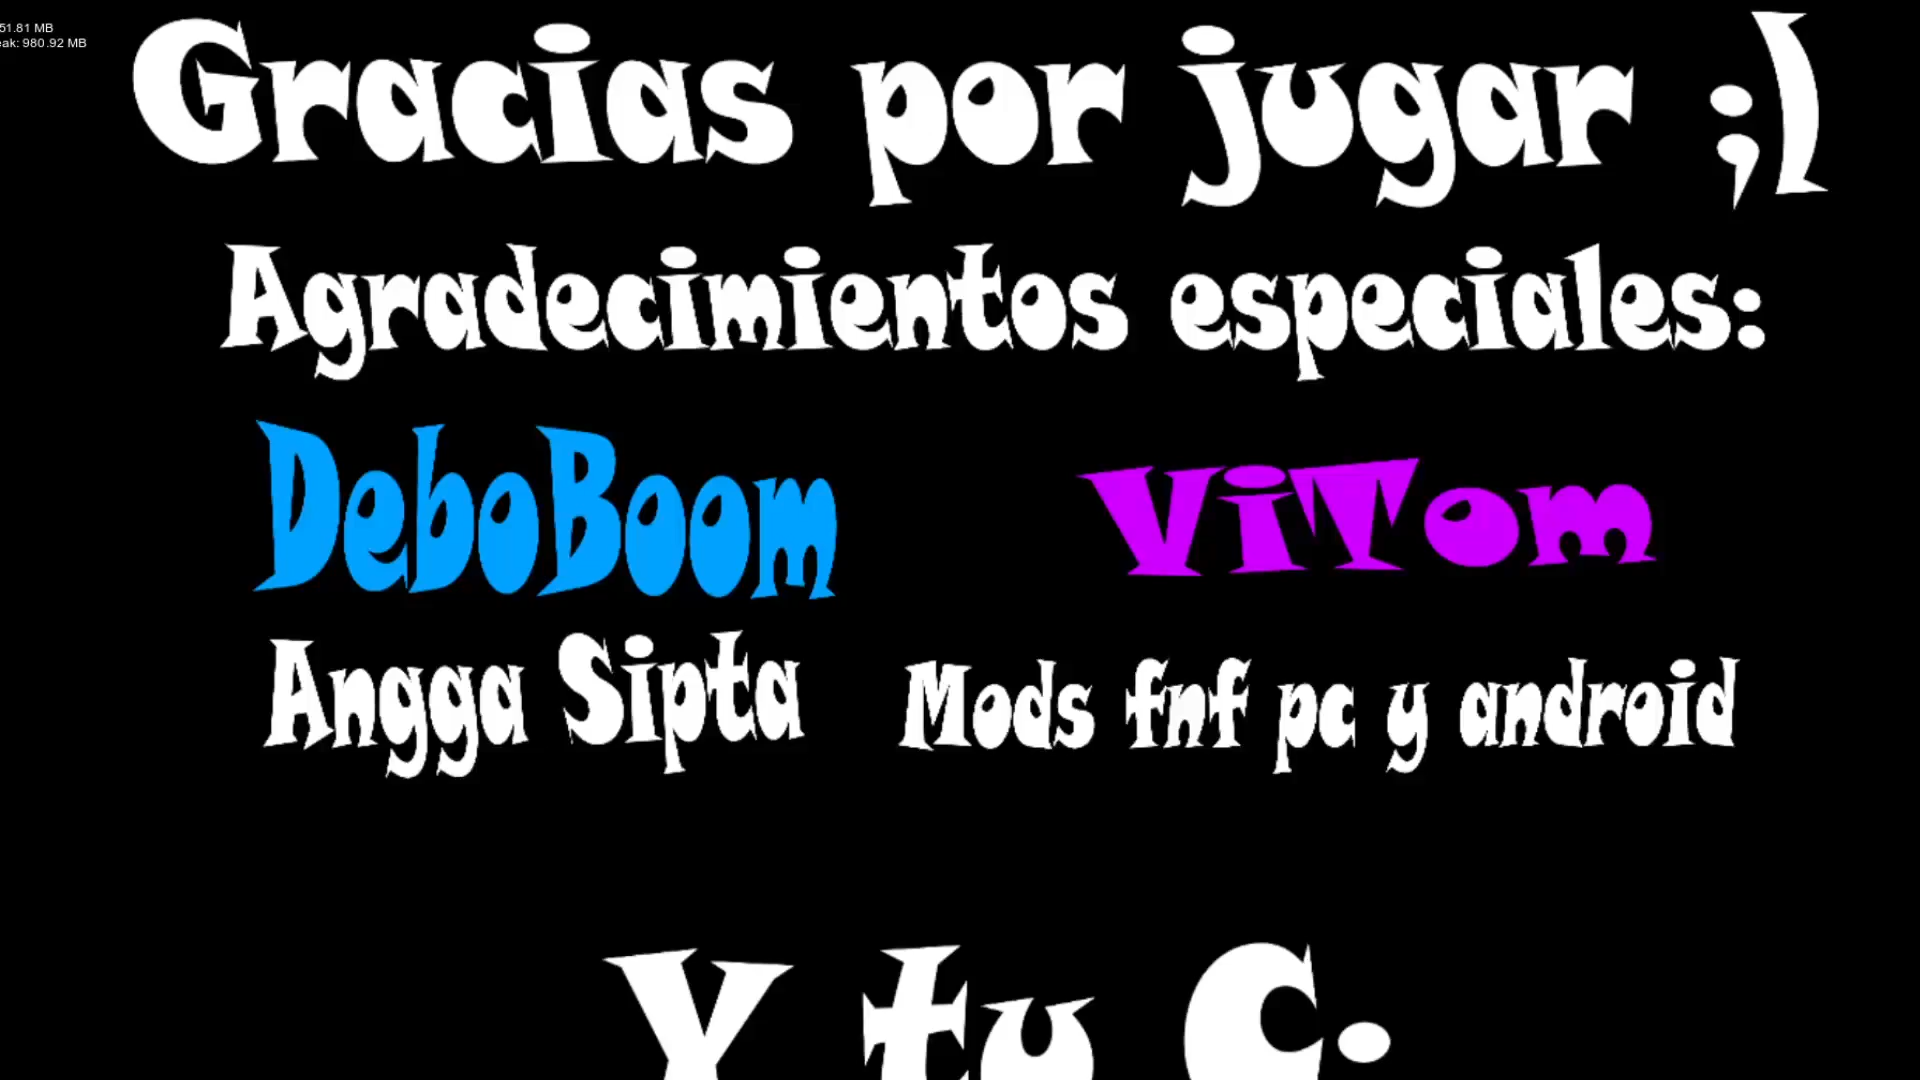 51.81 MB
eak: 980.92 MB
Gracias por jugar ;)
Agradecimientos especiales:
DeboBoom ViTom
Angga Sipta Mods fnf pc y android
Y tu C.